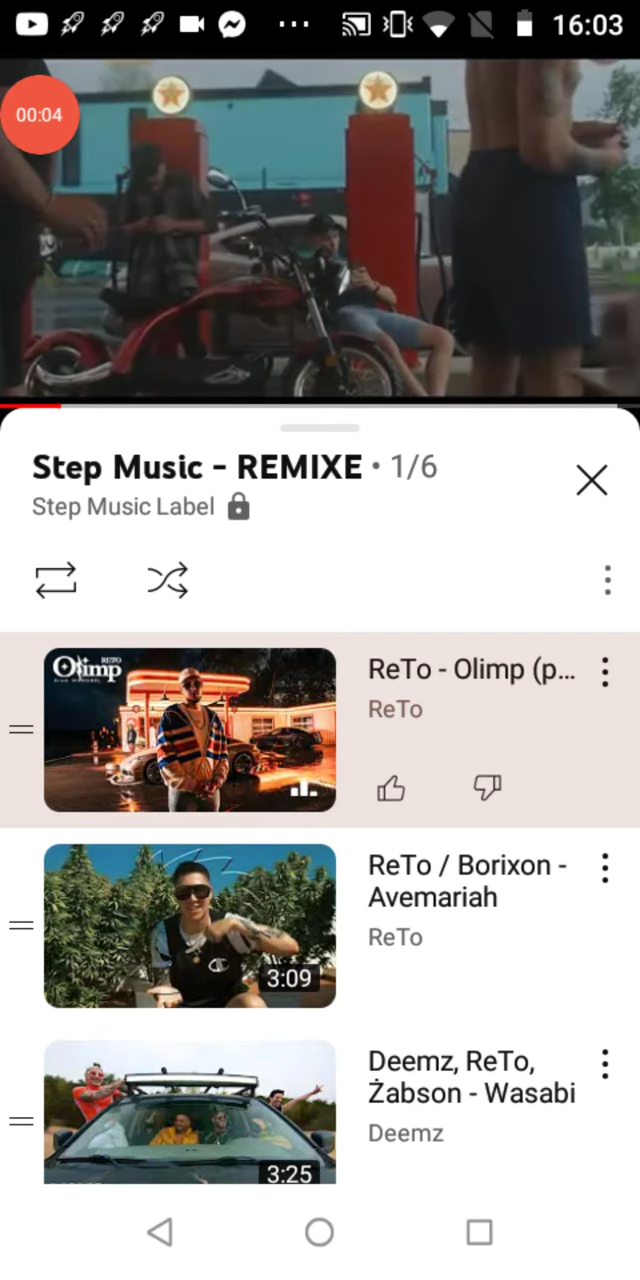 16:03
00:04
Step Music - REMIXE • 1/6
Step Music Label
Olimp
RETO
ReTo - Olimp (p...
ReTo
ReTo / Borixon -
Avemariah
ReTo
3:09
Deemz, ReTo,
Żabson - Wasabi
Deemz
3:25